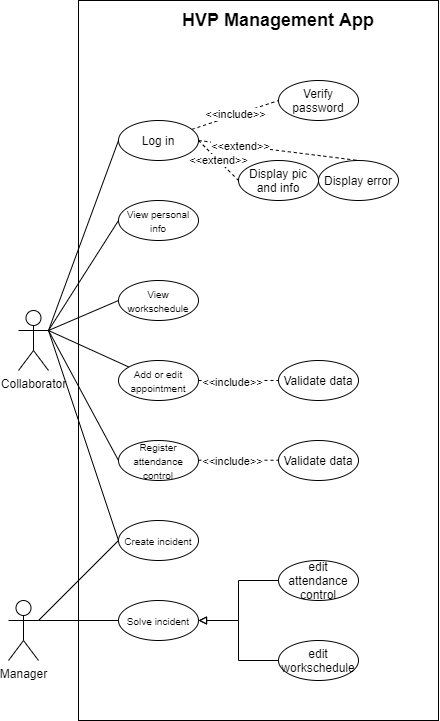 HVP Management App
Verify
password
<<include>>
Log in
<<extend>>
<<extend>>
Display pic
and info
Display error
View personal
info
View
workschedule
Collaborator
Add or edit
appointment
<<include>>
Validate data
Register
attendance
control
<<include>>
Validate data
Create incident
edit
attendance
control
Solve incident
Manager
edit
workschedule